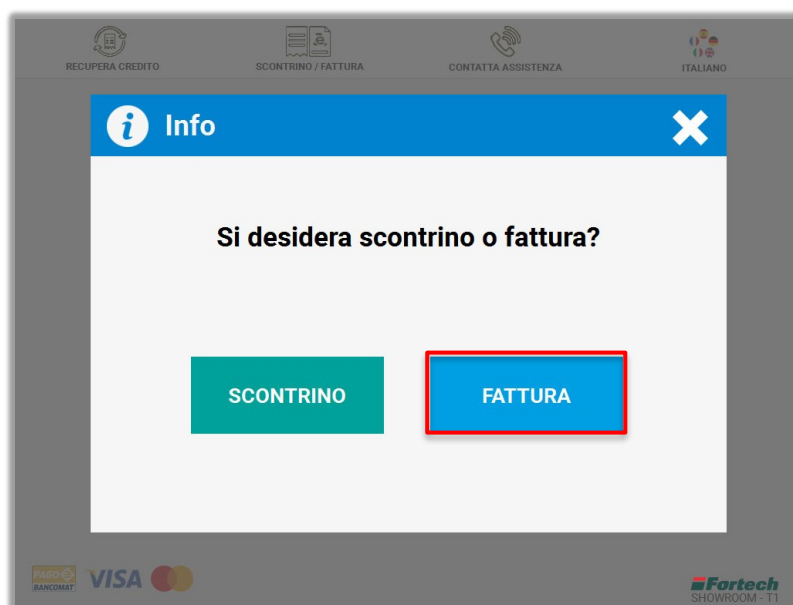 RECUPERA CREDITO
SCONTRINO / FATTURA
CONTATTA ASSISTENZA
ITALIANO
i Info
Si desidera scontrino o fattura?
SCONTRINO
FATTURA
PAGO
BANCOMAT
VISA
Fortech
SHOWROOM - T1